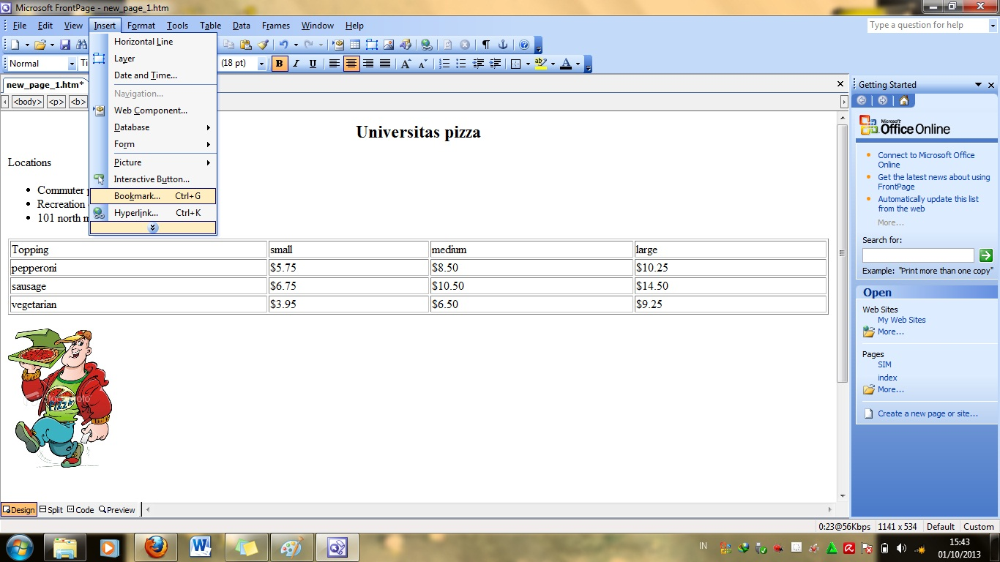 Microsoft FrontPage - new_page_1.htm
File Edit View Insert Format Tools Table Data Frames Window Help
Type a question for help
Normal
(18 pt)
B I U
new_page_1.htm*
<body> <p> <b>
Horizontal Line
Layer
Date and Time...
Navigation...
Web Component...
Database
Form
Picture
Interactive Button...
Bookmark... Ctrl+G
Hyperlink... Ctrl+K
Universitas pizza
Locations
Commuter
Recreation
101 north
Topping small medium large
pepperoni $5.75 $8.50 $10.25
sausage $6.75 $10.50 $14.50
vegetarian $3.95 $6.50 $9.25
PIZZA
Design Split Code Preview
Getting Started
Microsoft
Office Online
Connect to Microsoft Office
Online
Get the latest news about using
FrontPage
Automatically update this list
from the web
More...
Search for:
Example: "Print more than one copy"
Open
Web Sites
My Web Sites
More...
Pages
SIM
index
More...
Create a new page or site...
0:23@56Kbps 1141 x 534 Default Custom
IN
15:43
01/10/2013